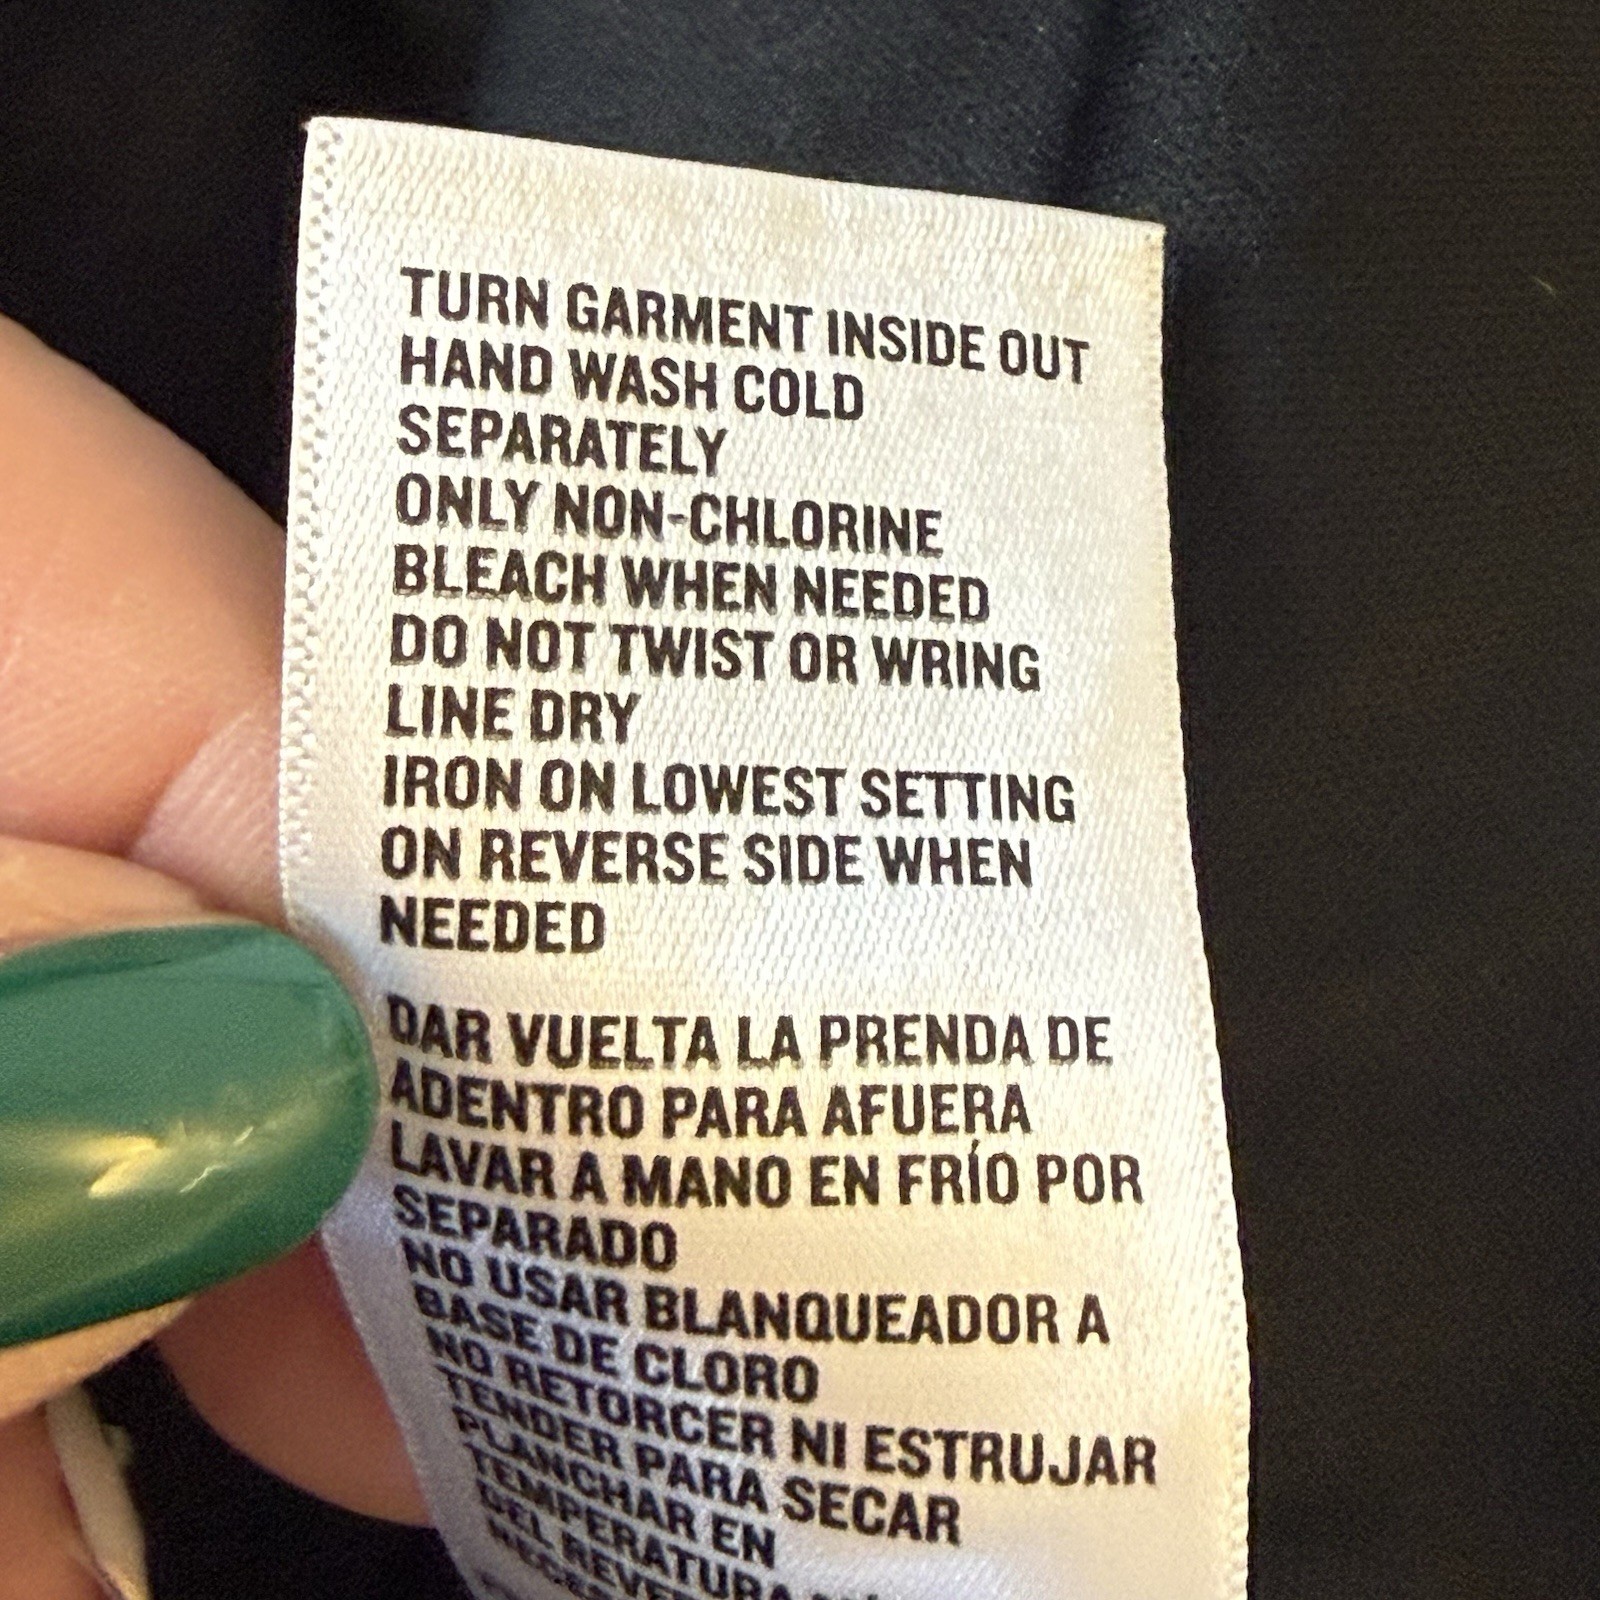 TURN GARMENT INSIDE OUT
HAND WASH COLD
SEPARATELY
ONLY NON-CHLORINE
BLEACH WHEN NEEDED
DO NOT TWIST OR WRING
LINE DRY
IRON ON LOWEST SETTING
ON REVERSE SIDE WHEN
NEEDED
DAR VUELTA LA PRENDA DE
ADENTRO PARA AFUERA
LAVAR A MANO EN FRÍO POR
SEPARADO
NO USAR BLANQUEADOR A
BASE DE CLORO
NO RETORCER NI ESTRUJAR
TENDER PARA SECAR
PLANCHAR EN
TEMPERATURA
DEL